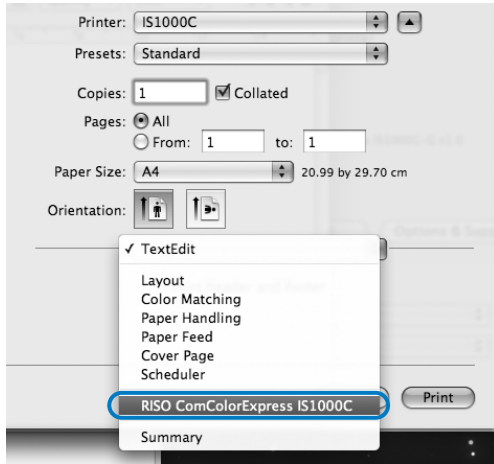 Printer: IS1000C
Presets: Standard
Copies: 1 Collated
Pages: All
From: 1 to: 1
Paper Size: A4 20.99 by 29.70 cm
Orientation:
✓ TextEdit
Layout
Color Matching
Paper Handling
Paper Feed
Cover Page
Scheduler
RISO ComColorExpress IS1000C
Print
Summary